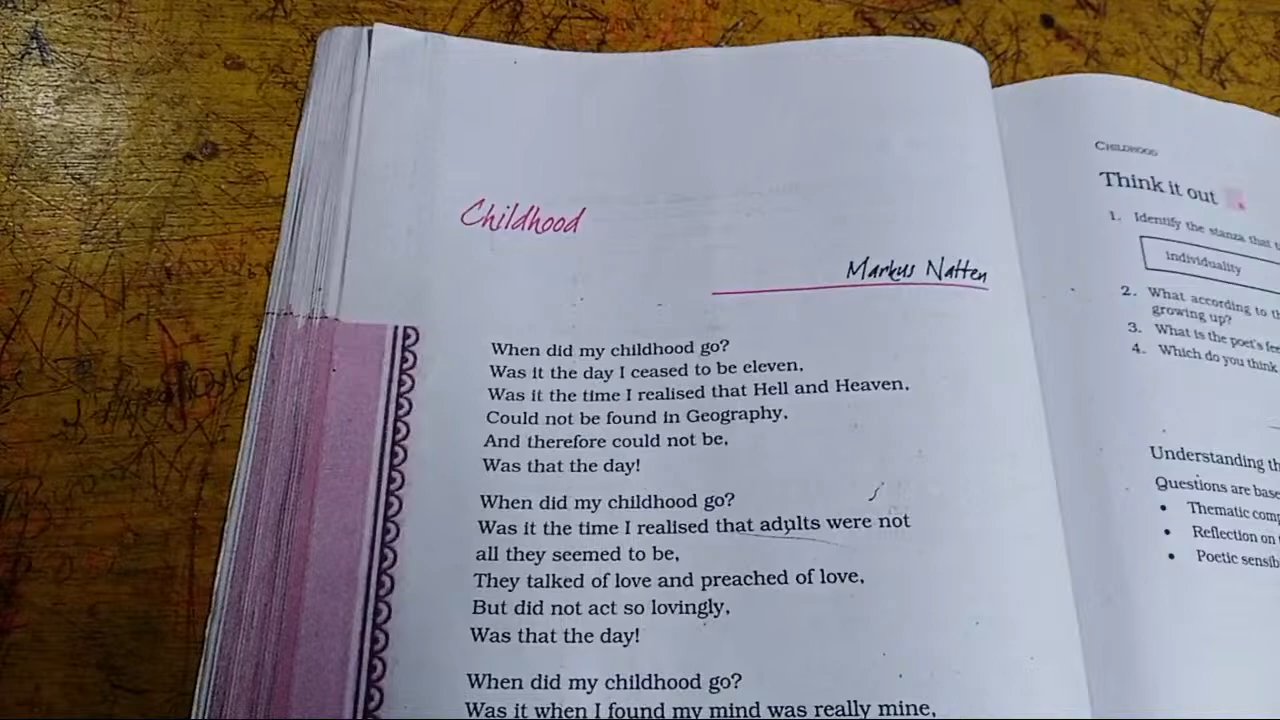 Childhood
Markus Natten
When did my childhood go?
Was it the day I ceased to be eleven,
Was it the time I realised that Hell and Heaven,
Could not be found in Geography,
And therefore could not be,
Was that the day!
When did my childhood go?
Was it the time I realised that adults were not
all they seemed to be,
They talked of love and preached of love,
But did not act so lovingly,
Was that the day!
When did my childhood go?
Was it when I found my mind was really mine,
CHILDHOOD
Think it out
1. Identify the stanza that
individuality
2. What according to
growing up?
3. What is the poet's
4. Which do you think
Understanding
Questions are
• Thematic
• Reflection on
• Poetic